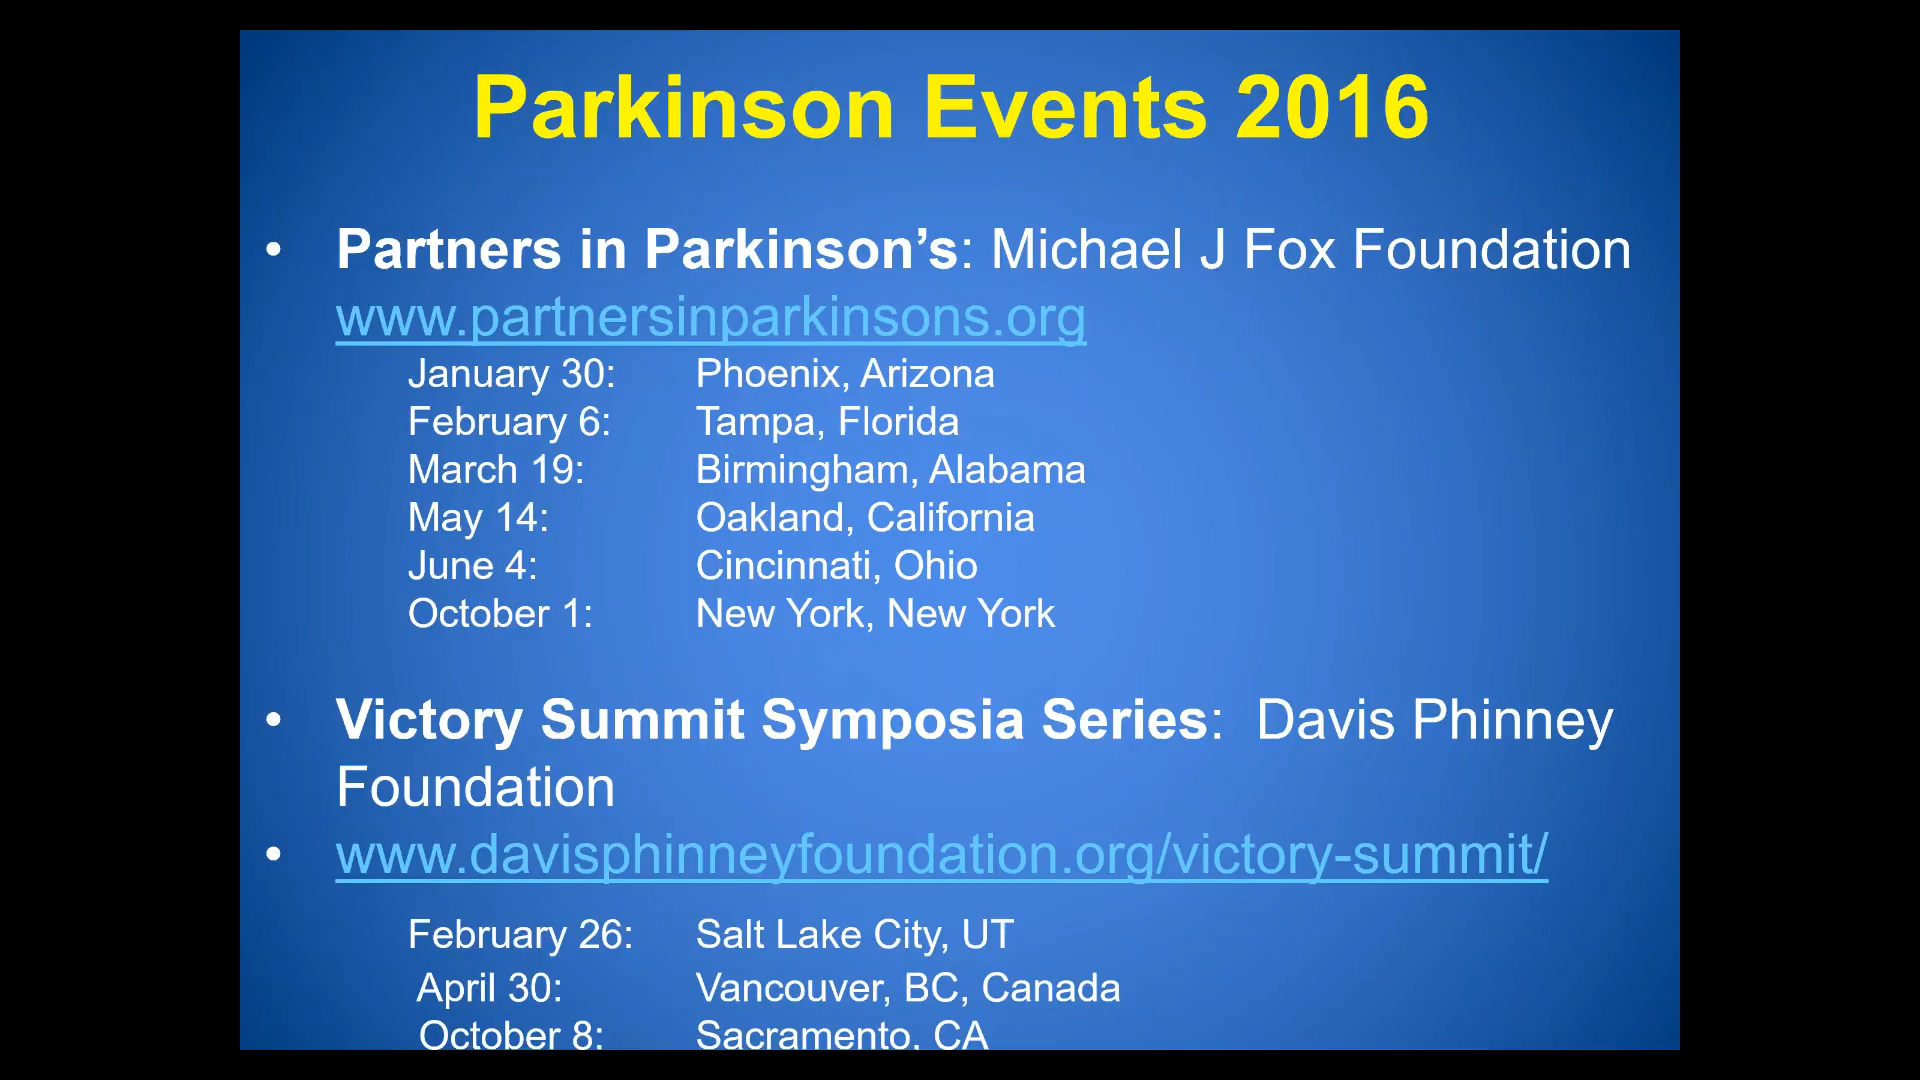 Parkinson Events 2016
• Partners in Parkinson’s: Michael J Fox Foundation
www.partnersinparkinsons.org
January 30: Phoenix, Arizona
February 6: Tampa, Florida
March 19: Birmingham, Alabama
May 14: Oakland, California
June 4: Cincinnati, Ohio
October 1: New York, New York
• Victory Summit Symposia Series: Davis Phinney
Foundation
• www.davisphinneyfoundation.org/victory-summit/
February 26: Salt Lake City, UT
April 30: Vancouver, BC, Canada
October 8: Sacramento, CA